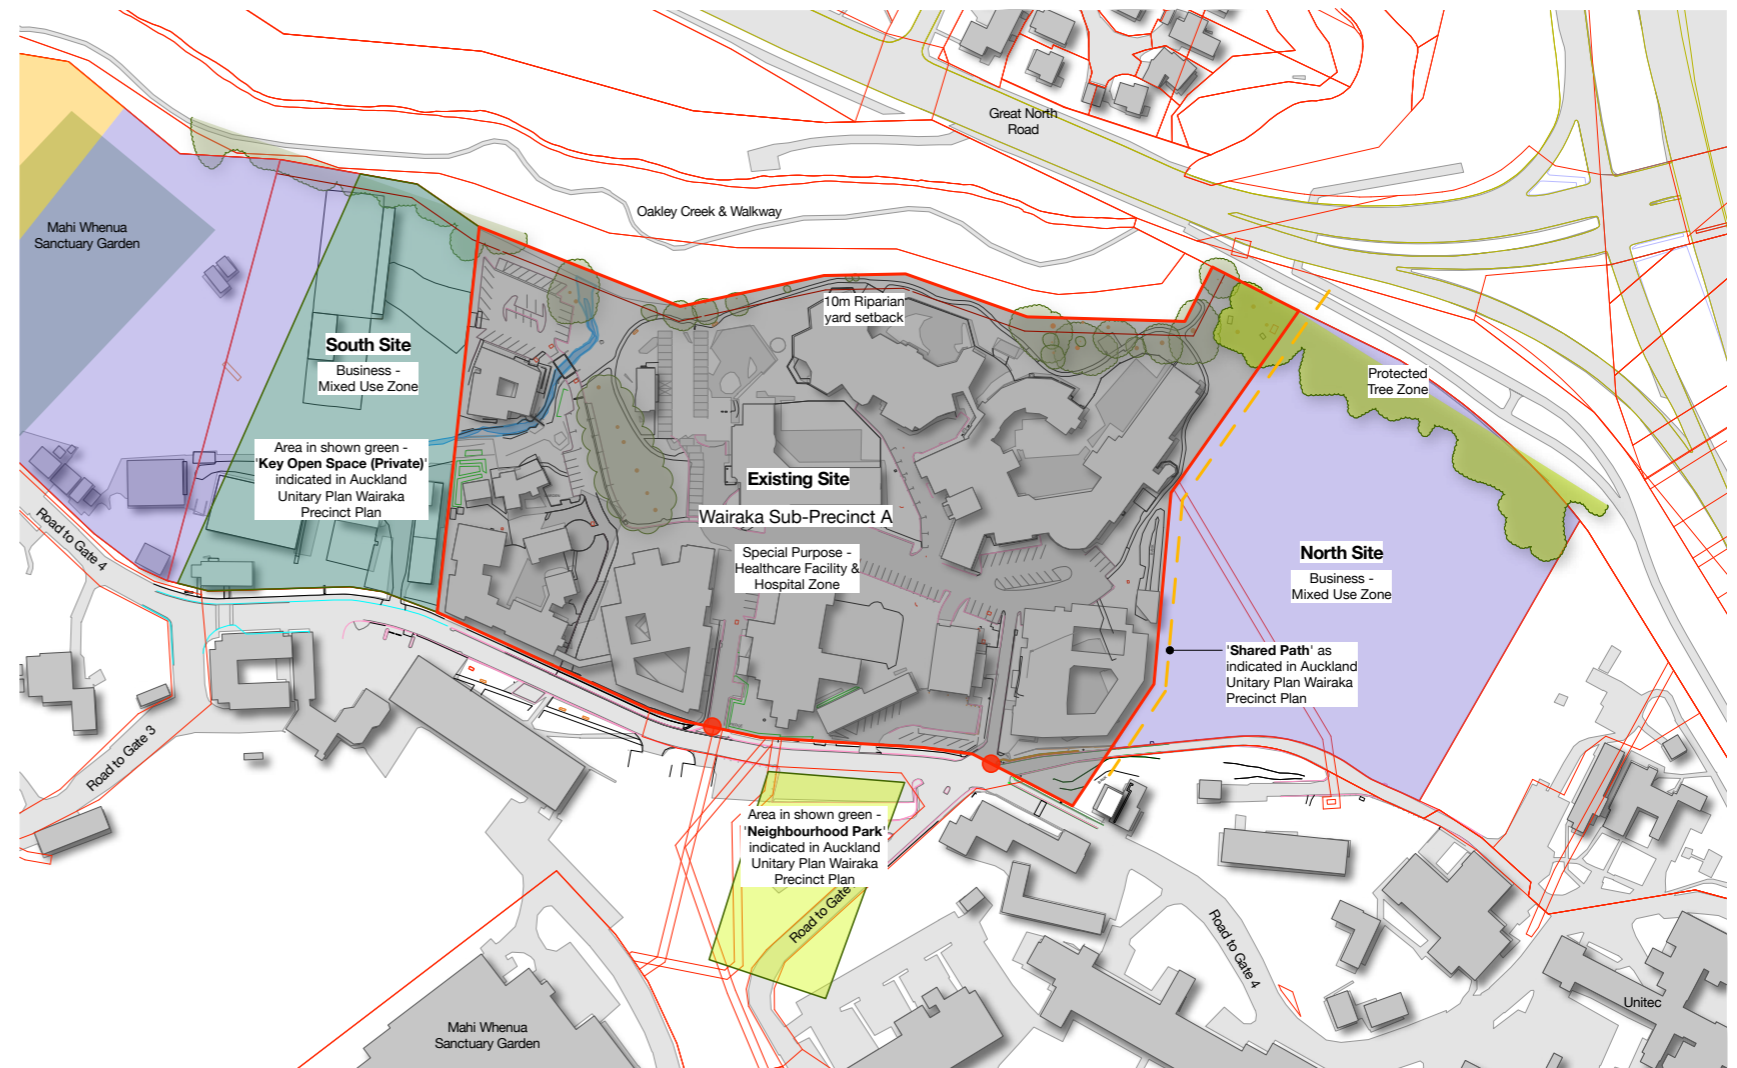 Great North
Road
Oakley Creek & Walkway
Mahi Whenua
Sanctuary Garden
10m Riparian
yard setback
South Site
Business -
Mixed Use Zone
Protected
Tree Zone
Area in shown green -
'Key Open Space (Private)'
indicated in Auckland
Unitary Plan Wairaka
Precinct Plan
Existing Site
Wairaka Sub-Precinct A
Special Purpose -
Healthcare Facility &
Hospital Zone
North Site
Business -
Mixed Use Zone
Road to Gate 4
'Shared Path' as
indicated in Auckland
Unitary Plan Wairaka
Precinct Plan
Road to Gate 3
Area in shown green -
'Neighbourhood Park'
indicated in Auckland
Unitary Plan Wairaka
Precinct Plan
Road to Gate
Road to Gate 4
Unitec
Mahi Whenua
Sanctuary Garden